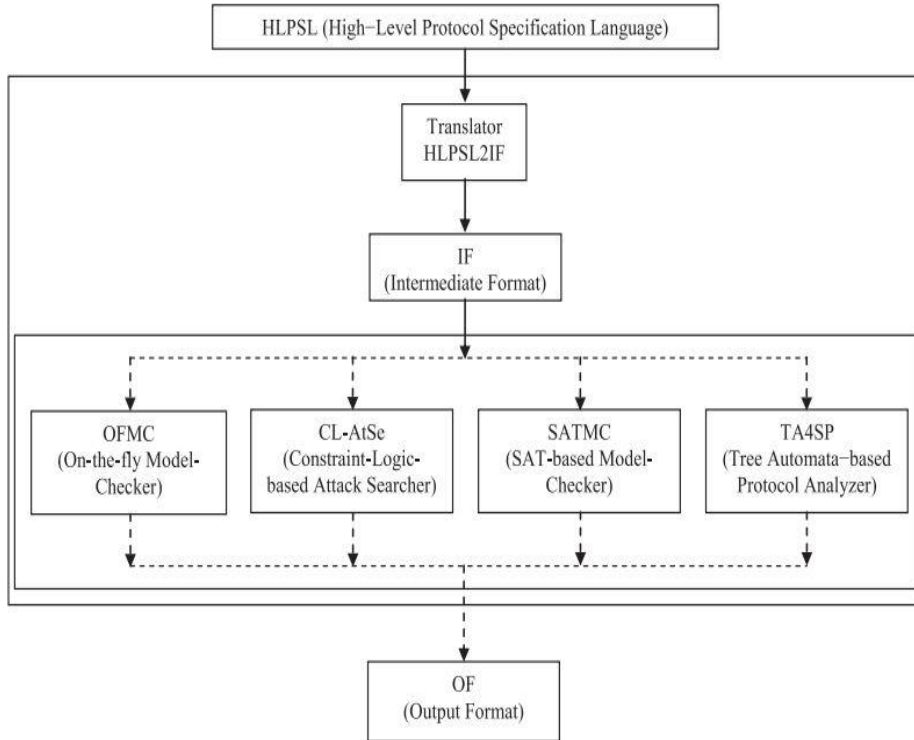 HLPSL (High−Level Protocol Specification Language)
Translator
HLPSL2IF
IF
(Intermediate Format)
OFMC
(On-the-fly Model-
Checker)
CL-AtSe
(Constraint-Logic-
based Attack Searcher)
SATMC
(SAT-based Model-
Checker)
TA4SP
(Tree Automata−based
Protocol Analyzer)
OF
(Output Format)